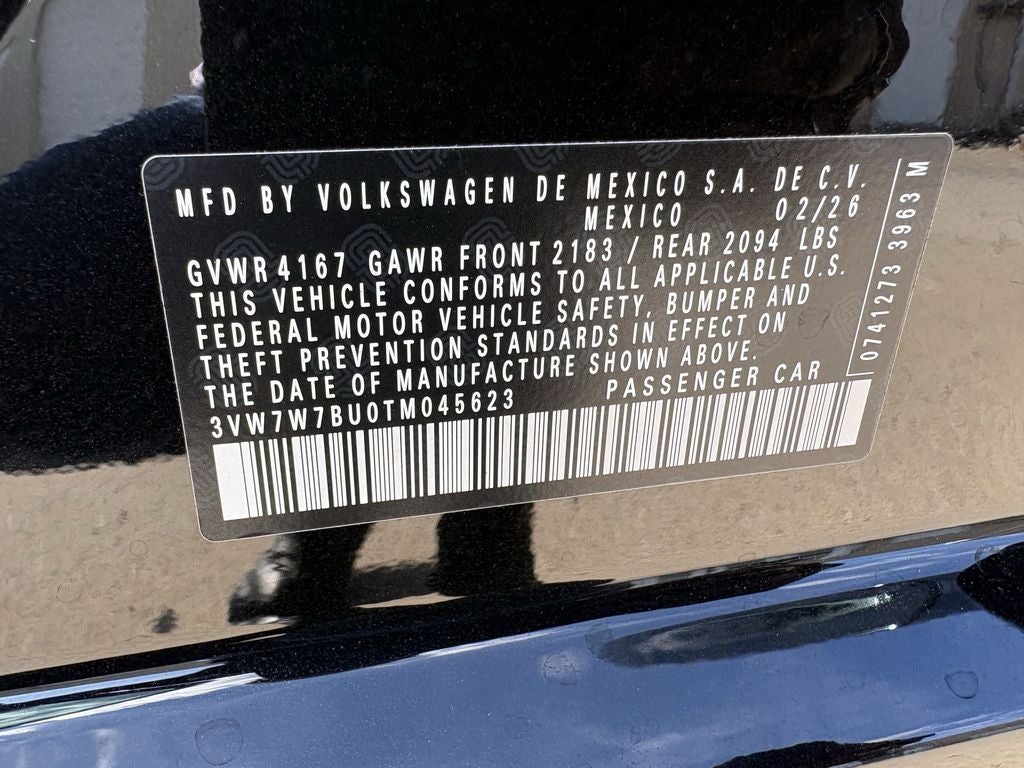 MFD BY VOLKSWAGEN DE MEXICO S.A. DE C.V.
MEXICO 02/26
GVWR 4167 GAWR FRONT 2183 / REAR 2094 LBS
THIS VEHICLE CONFORMS TO ALL APPLICABLE U.S.
FEDERAL MOTOR VEHICLE SAFETY, BUMPER AND
THEFT PREVENTION STANDARDS IN EFFECT ON
THE DATE OF MANUFACTURE SHOWN ABOVE.
3VW7W7BU0TM045623 PASSENGER CAR
0741273 3963 M